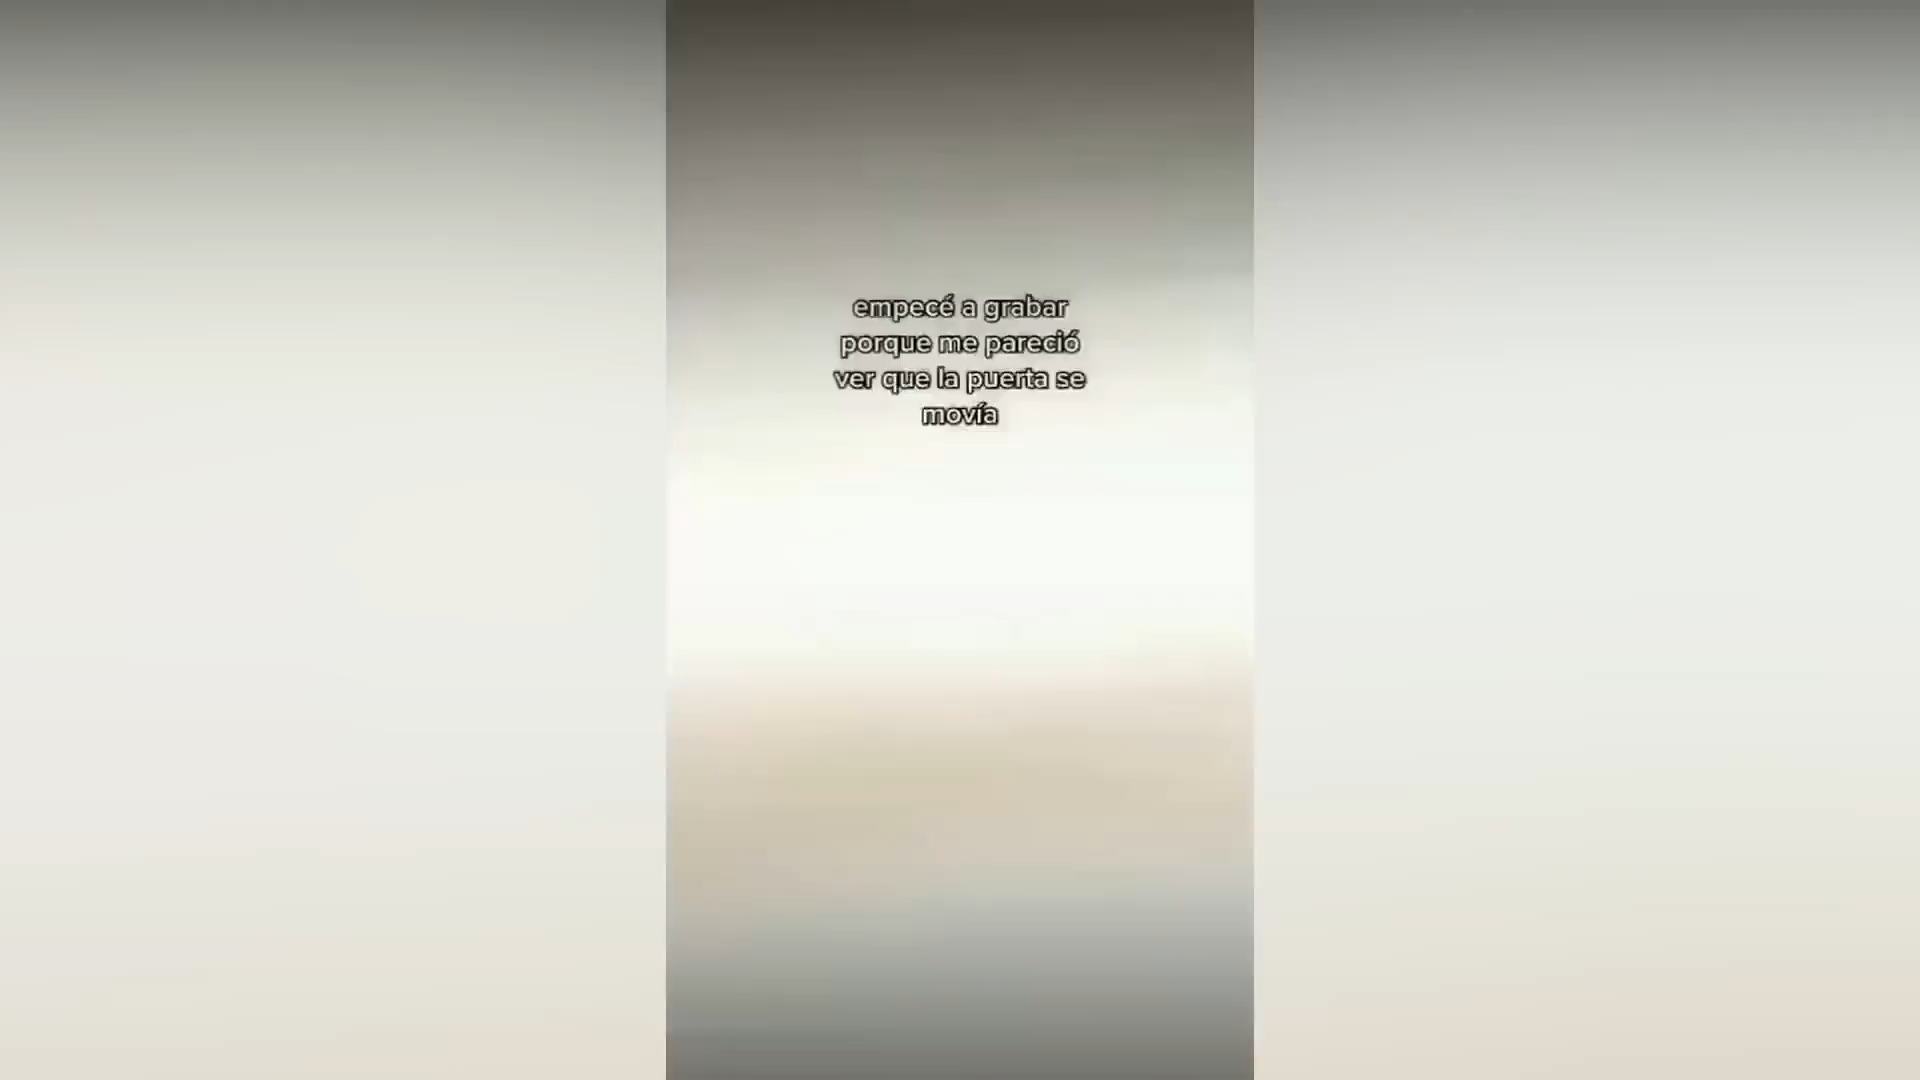 empecé a grabar
porque me pareció
ver que la puerta se
movía